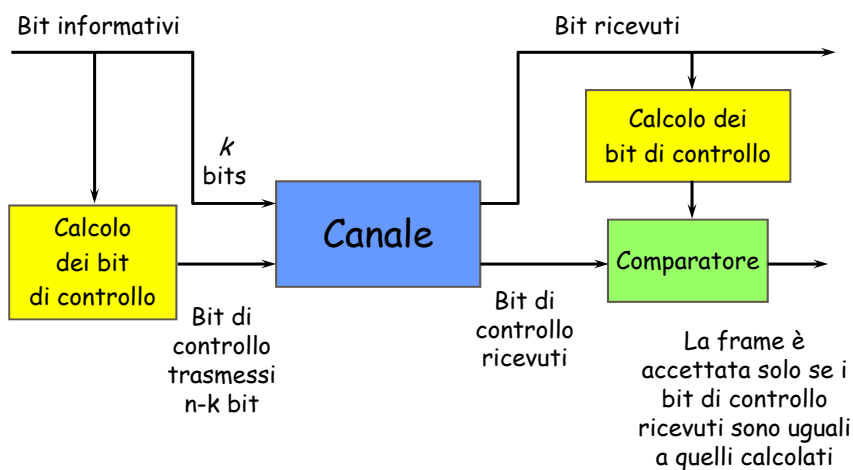 Bit informativi
Bit ricevuti
k
bits
Calcolo dei
bit di controllo
Calcolo
dei bit
di controllo
Canale
Comparatore
Bit di
controllo
trasmessi
n-k bit
Bit di
controllo
ricevuti
La frame è
accettata solo se i
bit di controllo
ricevuti sono uguali
a quelli calcolati